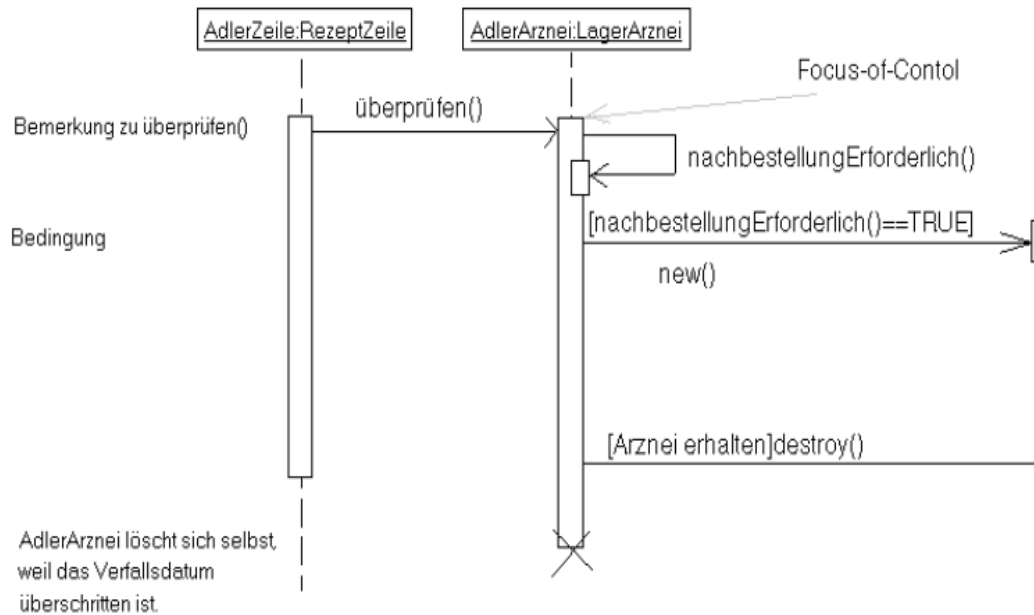 AdlerZeile:RezeptZeile
AdlerArznei:LagerArznei
Focus-of-Contol
Bemerkung zu überprüfen()
überprüfen()
nachbestellungErforderlich()
Bedingung
[nachbestellungErforderlich()==TRUE]
new()
[Arznei erhalten]destroy()
AdlerArznei löscht sich selbst,
weil das Verfallsdatum
überschritten ist.